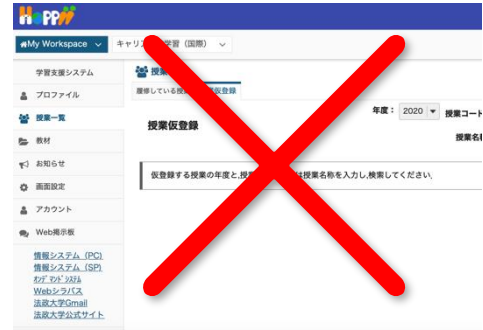 HoPPii
My Workspace
キャリ 学習（国際）
学習支援システム
授業
プロファイル
履修している授 仮登録
授業一覧
年度： 2020 授業コード
授業仮登録
授業名称
教材
お知らせ
仮登録する授業の年度と,授 は授業名称を入力し,検索してください.
画面設定
アカウント
Web掲示板
情報システム (PC)
情報システム (SP)
ｵﾝﾃﾞﾏﾝﾄﾞｼｽﾃﾑ
Webシラバス
法政大学Gmail
法政大学公式サイト